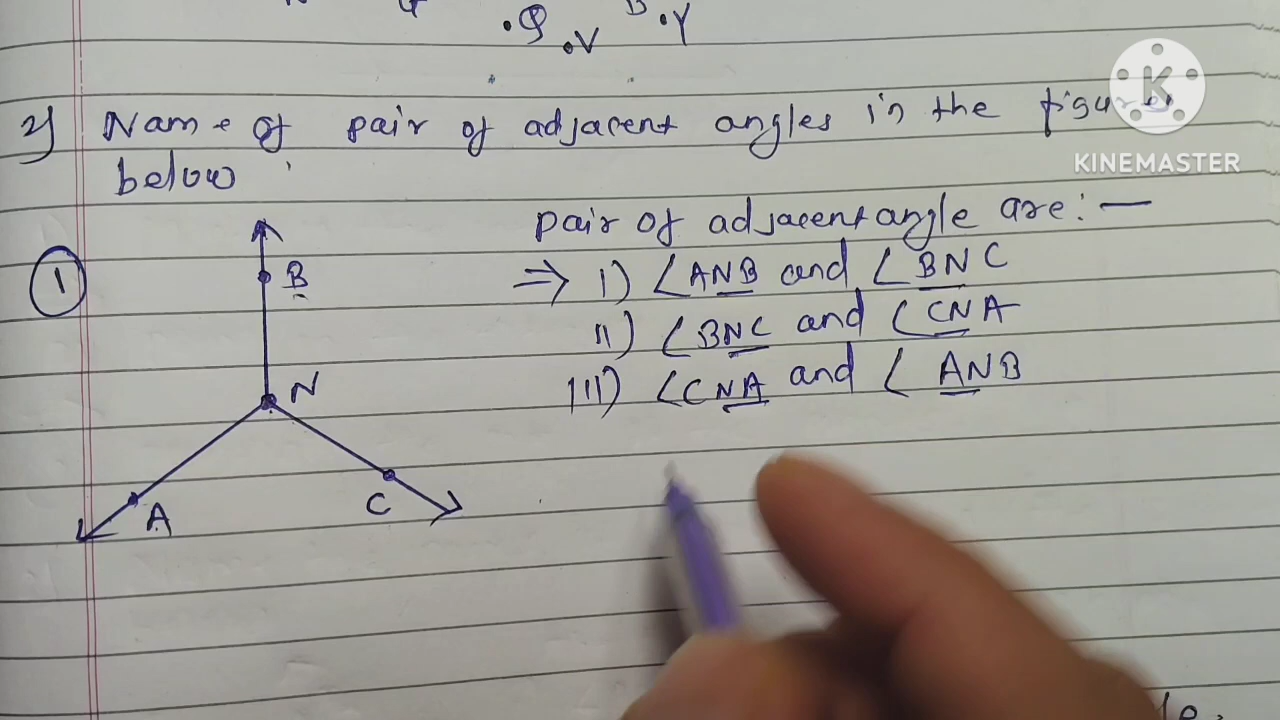 .Q .V .Y
2) Name of pair of adjacent angles in the figures
below
KINEMASTER
pair of adjacent angle are: —
1
B
N
A
C
⇒ I) ∠ANB and ∠BNC
II) ∠BNC and ∠CNA
III) ∠CNA and ∠ANB